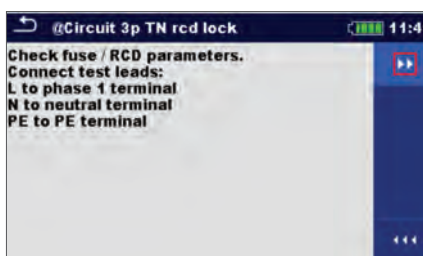 @Circuit 3p TN rcd lock 11:4
Check fuse / RCD parameters.
Connect test leads:
L to phase 1 terminal
N to neutral terminal
PE to PE terminal